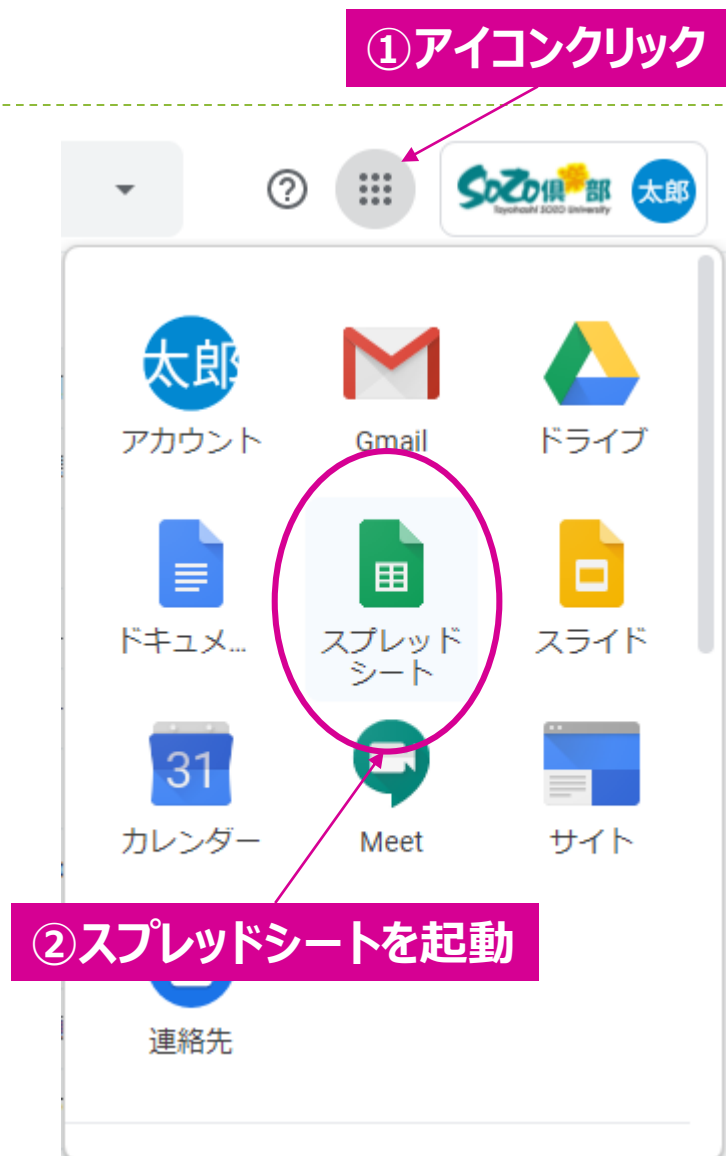 ①アイコンクリック
SOZO俱楽部
Toyohashi SOZO University
太郎
太郎
アカウント
Gmail
ドライブ
ドキュメ...
スプレッド
シート
スライド
31
カレンダー
Meet
サイト
②スプレッドシートを起動
連絡先